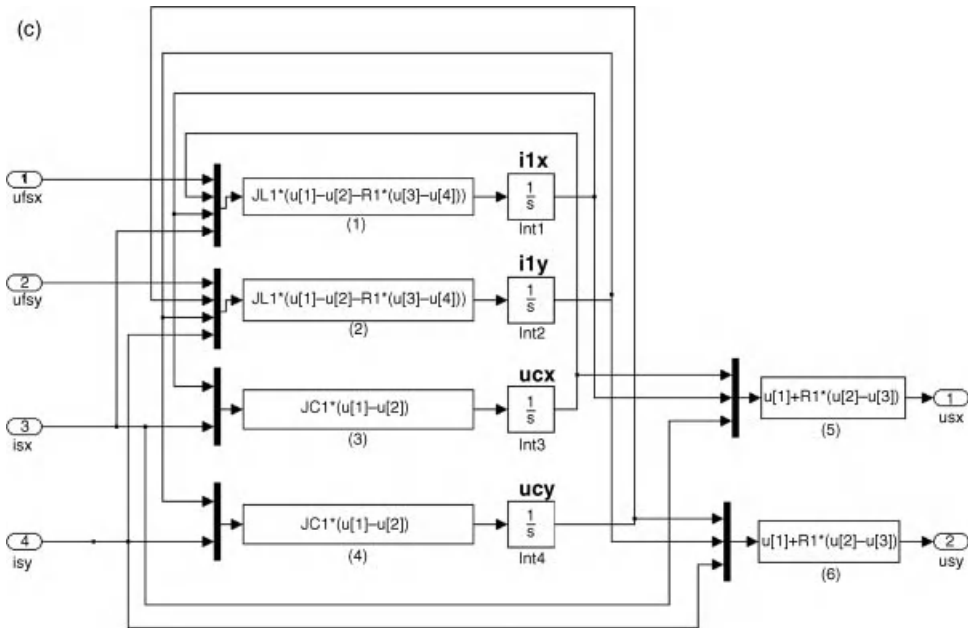 (c)
i1x
1
ufsx
JL1*(u[1]−u[2]−R1*(u[3]−u[4]))
1
s
(1)
Int1
i1y
2
ufsy
JL1*(u[1]−u[2]−R1*(u[3]−u[4]))
1
s
(2)
Int2
ucx
3
isx
JC1*(u[1]−u[2])
1
s
(3)
Int3
u[1]+R1*(u[2]−u[3])
1
(5)
usx
ucy
4
isy
JC1*(u[1]−u[2])
1
s
(4)
Int4
u[1]+R1*(u[2]−u[3])
2
(6)
usy